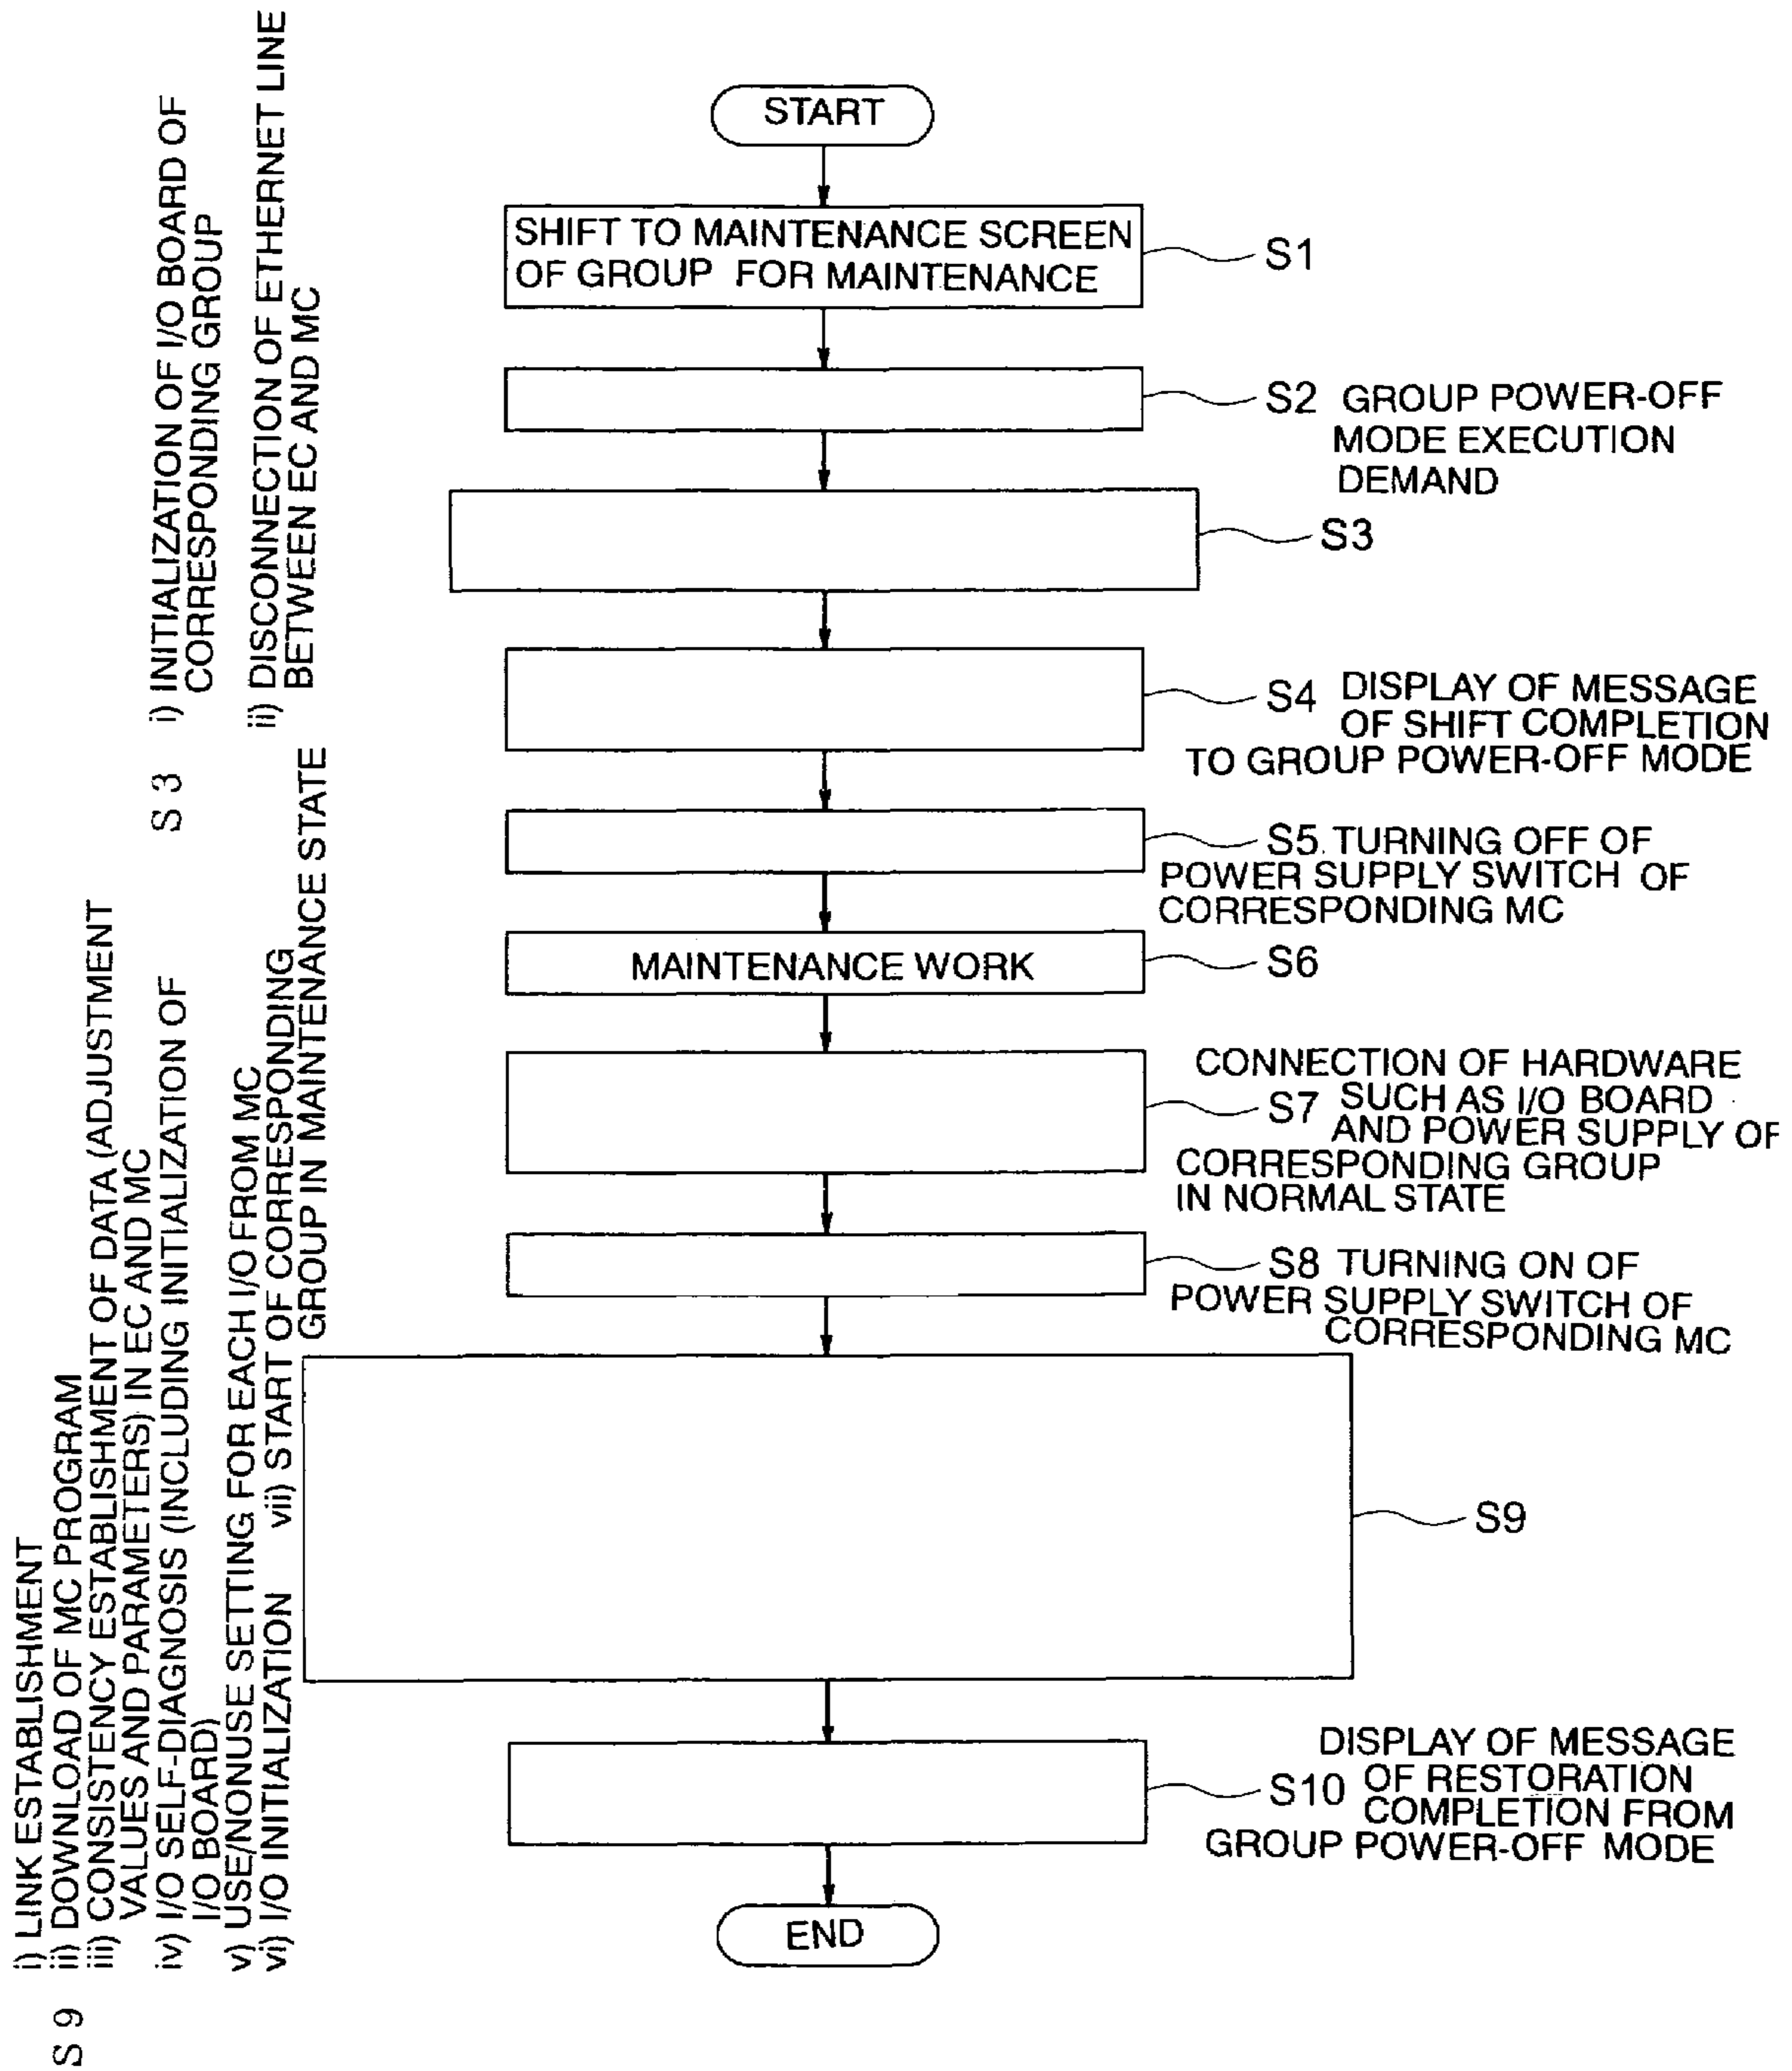 START
SHIFT TO MAINTENANCE SCREEN
OF GROUP FOR MAINTENANCE
S1
S2 GROUP POWER-OFF
MODE EXECUTION
DEMAND
S3
S4 DISPLAY OF MESSAGE
OF SHIFT COMPLETION
TO GROUP POWER-OFF MODE
S5. TURNING OFF OF
POWER SUPPLY SWITCH OF
CORRESPONDING MC
MAINTENANCE WORK
S6
CONNECTION OF HARDWARE
S7 SUCH AS I/O BOARD
AND POWER SUPPLY OF
CORRESPONDING GROUP
IN NORMAL STATE
S8 TURNING ON OF
POWER SUPPLY SWITCH OF
CORRESPONDING MC
S9
DISPLAY OF MESSAGE
S10 OF RESTORATION
COMPLETION FROM
GROUP POWER-OFF MODE
END
S 3 i) INITIALIZATION OF I/O BOARD OF
CORRESPONDING GROUP
ii) DISCONNECTION OF ETHERNET LINE
BETWEEN EC AND MC
S 9 i) LINK ESTABLISHMENT
ii) DOWNLOAD OF MC PROGRAM
iii) CONSISTENCY ESTABLISHMENT OF DATA (ADJUSTMENT
VALUES AND PARAMETERS) IN EC AND MC
iv) I/O SELF-DIAGNOSIS (INCLUDING INITIALIZATION OF
I/O BOARD)
v) USE/NONUSE SETTING FOR EACH I/O FROM MC
vi) I/O INITIALIZATION vii) START OF CORRESPONDING
GROUP IN MAINTENANCE STATE